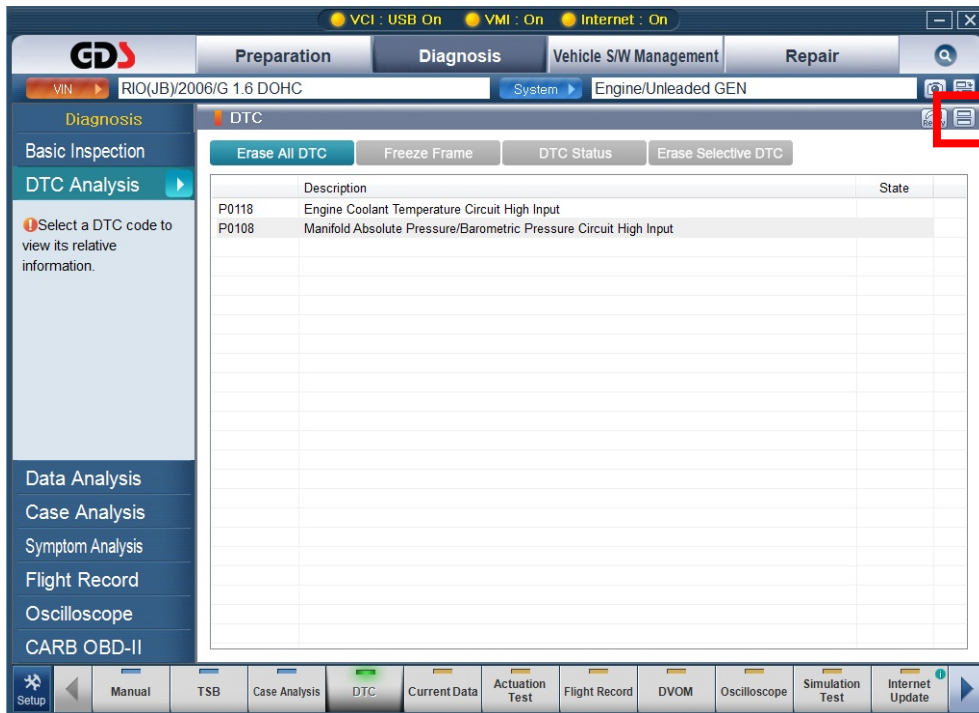 VCI : USB On VMI : On Internet : On
GDS Preparation Diagnosis Vehicle S/W Management Repair
VIN RIO(JB)/2006/G 1.6 DOHC System Engine/Unleaded GEN
Diagnosis
DTC
Basic Inspection
Erase All DTC Freeze Frame DTC Status Erase Selective DTC
DTC Analysis
Description State
P0118 Engine Coolant Temperature Circuit High Input
P0108 Manifold Absolute Pressure/Barometric Pressure Circuit High Input
Select a DTC code to
view its relative
information.
Data Analysis
Case Analysis
Symptom Analysis
Flight Record
Oscilloscope
CARB OBD-II
Setup Manual TSB Case Analysis DTC Current Data Actuation Test Flight Record DVOM Oscilloscope Simulation Test Internet Update